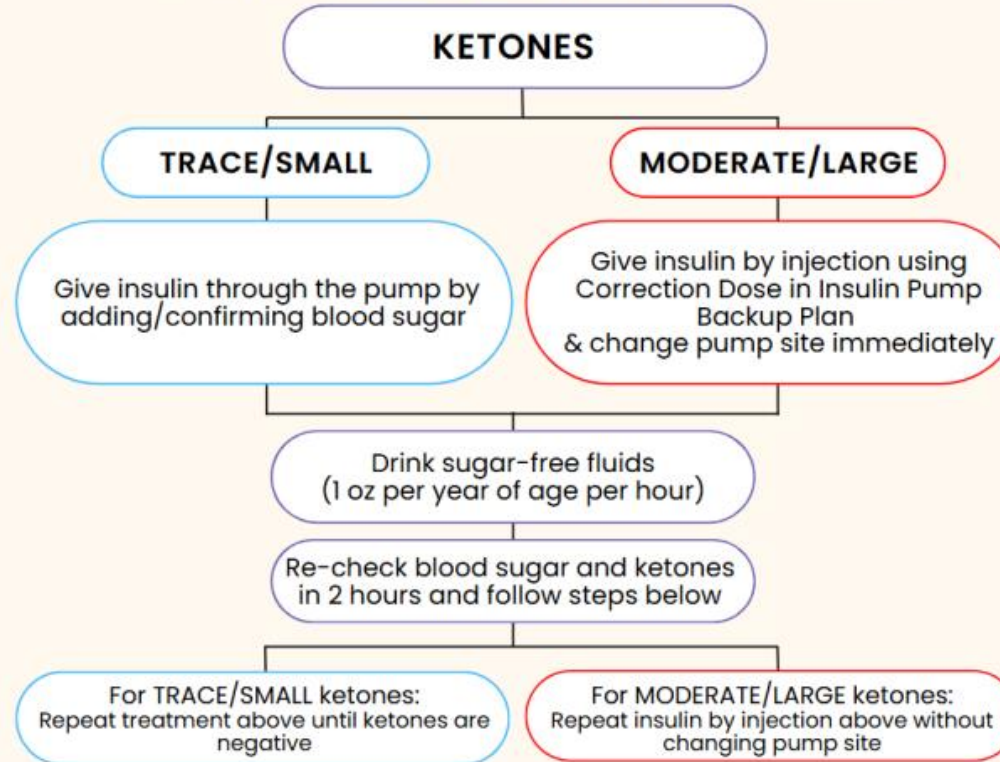 KETONES
TRACE/SMALL
MODERATE/LARGE
Give insulin through the pump by
adding/confirming blood sugar
Give insulin by injection using
Correction Dose in Insulin Pump
Backup Plan
& change pump site immediately
Drink sugar-free fluids
(1 oz per year of age per hour)
Re-check blood sugar and ketones
in 2 hours and follow steps below
For TRACE/SMALL ketones:
Repeat treatment above until ketones are
negative
For MODERATE/LARGE ketones:
Repeat insulin by injection above without
changing pump site